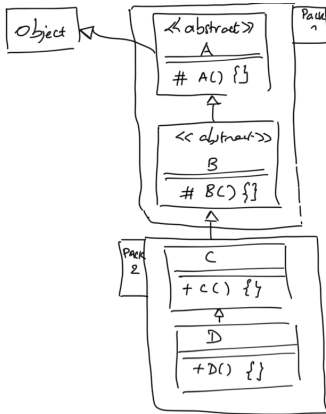 Object
<<abstract>>
A
# A() {}
Pack
1
<<abstract>>
B
# B() {}
Pack
2
C
+ C() {}
D
+D() {}